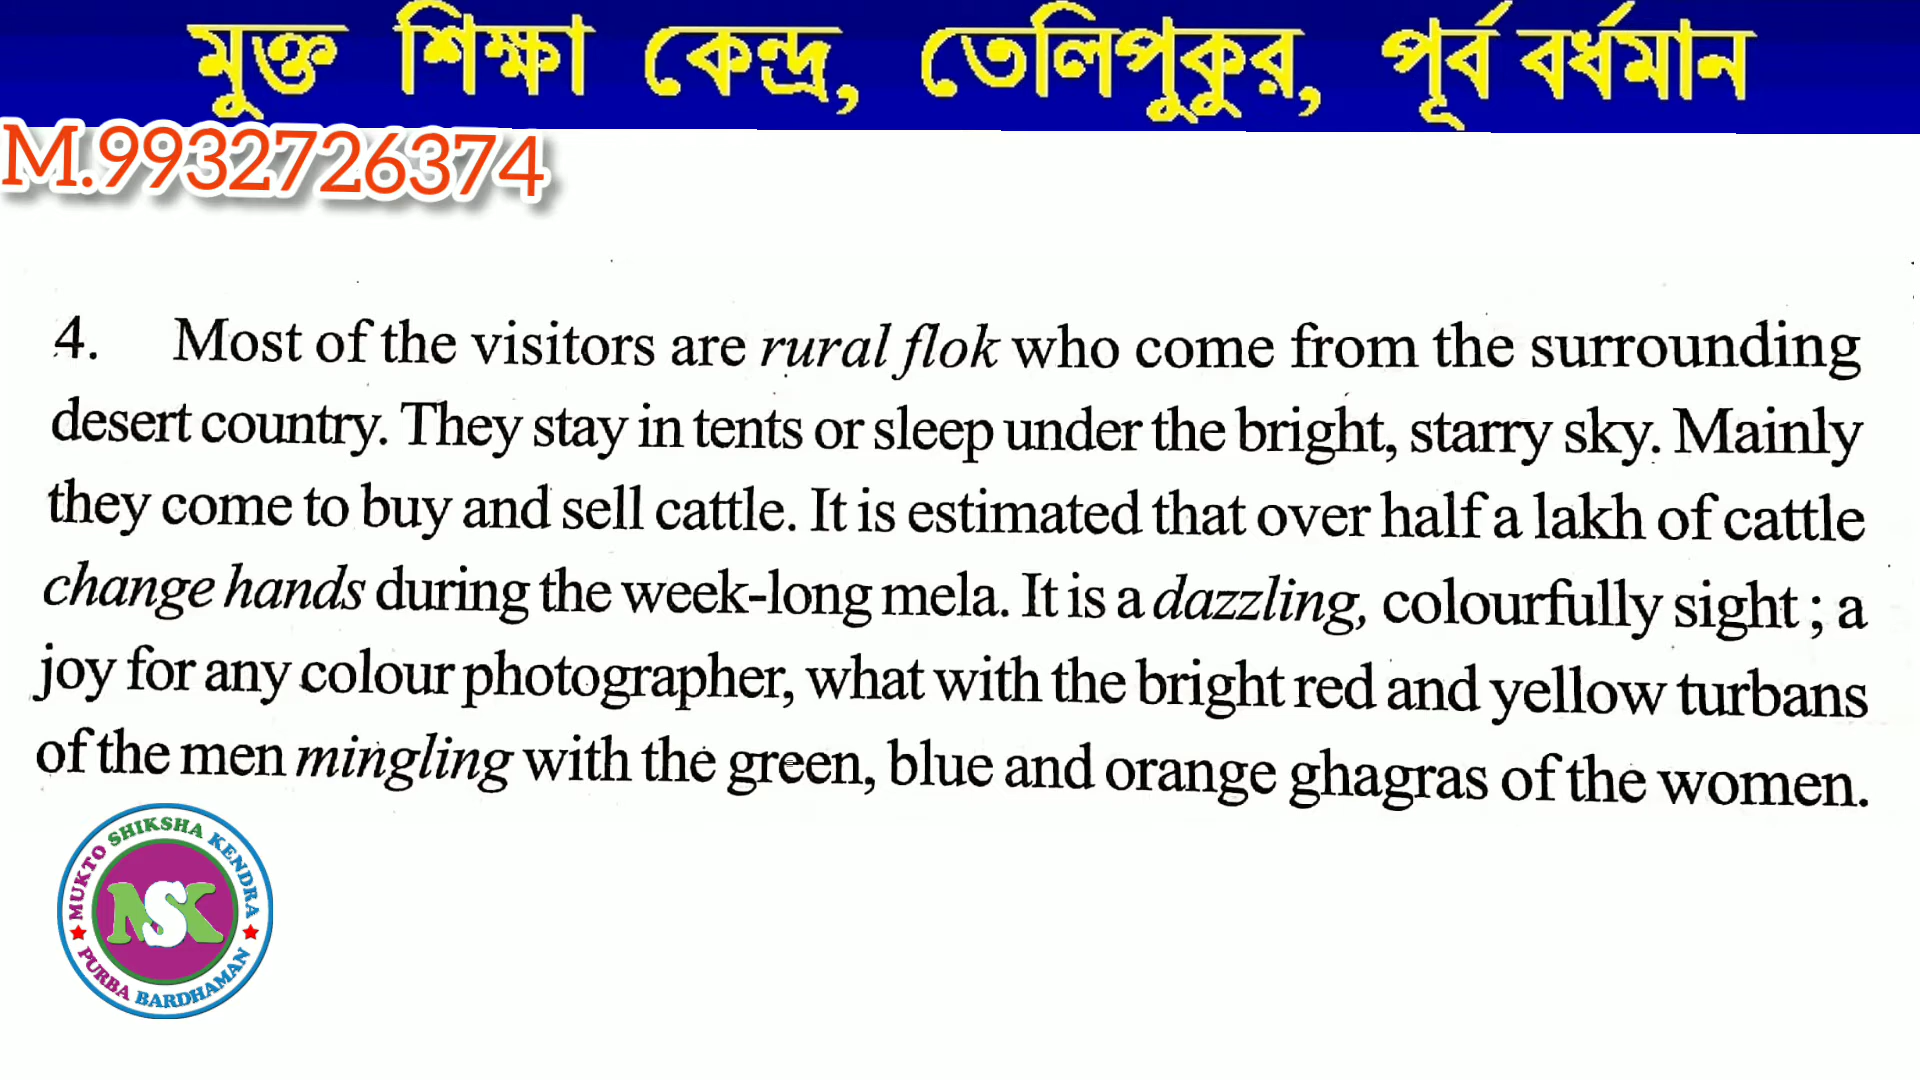 মুক্ত শিক্ষা কেন্দ্র, তেলিপুকুর, পূর্ব বর্ধমান
M.9932726374
4. Most of the visitors are rural flok who come from the surrounding
desert country. They stay in tents or sleep under the bright, starry sky. Mainly
they come to buy and sell cattle. It is estimated that over half a lakh of cattle
change hands during the week-long mela. It is a dazzling, colourfully sight ; a
joy for any colour photographer, what with the bright red and yellow turbans
of the men mingling with the green, blue and orange ghagras of the women.
MUKTO SHIKSHA KENDRA
MSK
PURBA BARDHAMAN